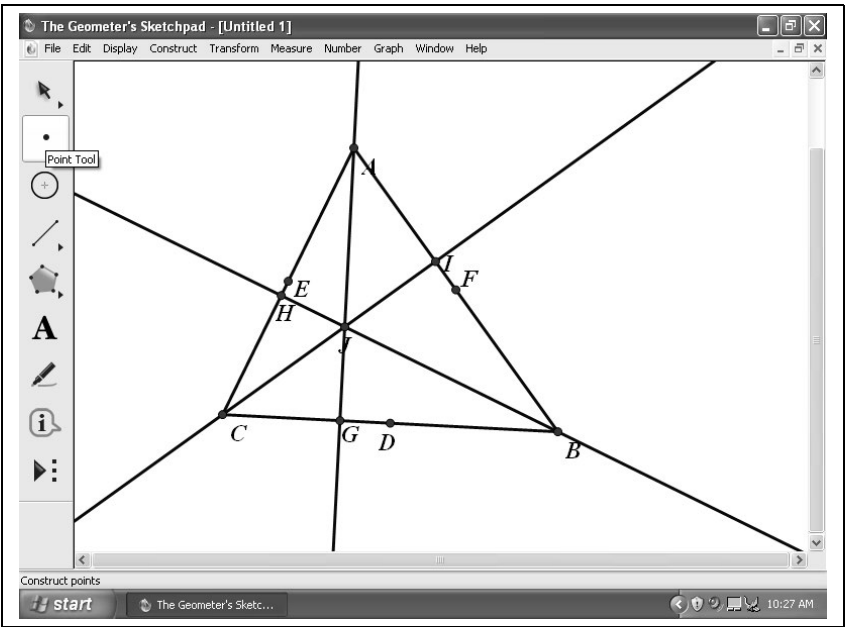 The Geometer's Sketchpad - [Untitled 1]
File Edit Display Construct Transform Measure Number Graph Window Help
Point Tool
A
A
I
F
E
H
J
C
G
D
B
Construct points
start
The Geometer's Sketc...
10:27 AM